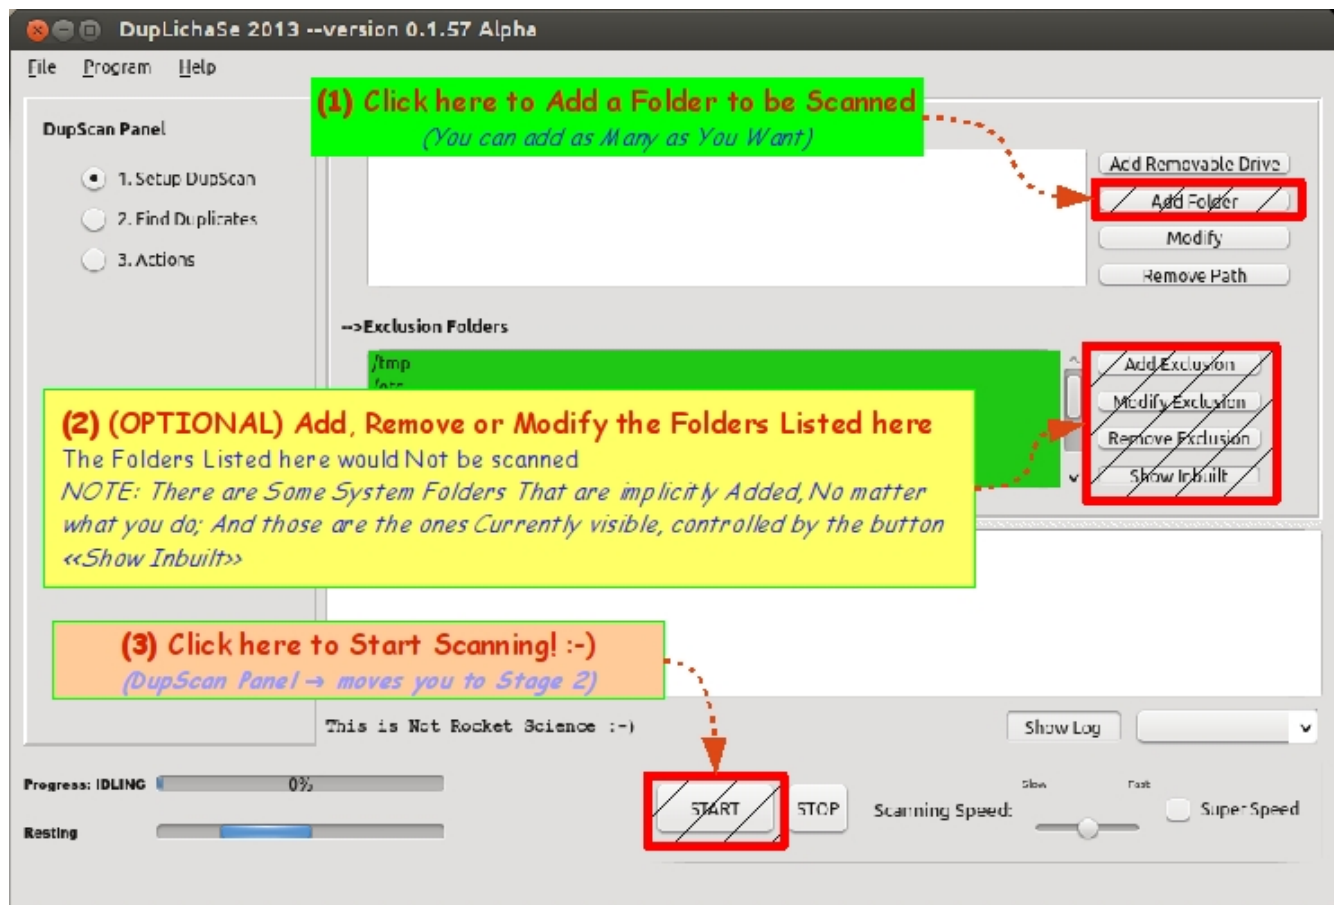 DupLichaSe 2013 --version 0.1.57 Alpha
File Program Help
(1) Click here to Add a Folder to be Scanned
(You can add as Many as You Want)
DupScan Panel
1. Setup DupScan
2. Find Duplicates
3. Actions
Add Removable Drive
Add Folder
Modify
Remove Path
-->Exclusion Folders
/tmp
Add Exclusion
Modify Exclusion
Remove Exclusion
Show Inbuilt
(2) (OPTIONAL) Add, Remove or Modify the Folders Listed here
The Folders Listed here would Not be scanned
NOTE: There are Some System Folders That are implicitly Added, No matter
what you do; And those are the ones Currently visible, controlled by the button
«Show Inbuilt»
(3) Click here to Start Scanning! :-)
(DupScan Panel → moves you to Stage 2)
This is Not Rocket Science :-)
Show Log
Progress: IDLING 0%
Resting
START
STOP
Scanning Speed:
Slow Fast
Super Speed